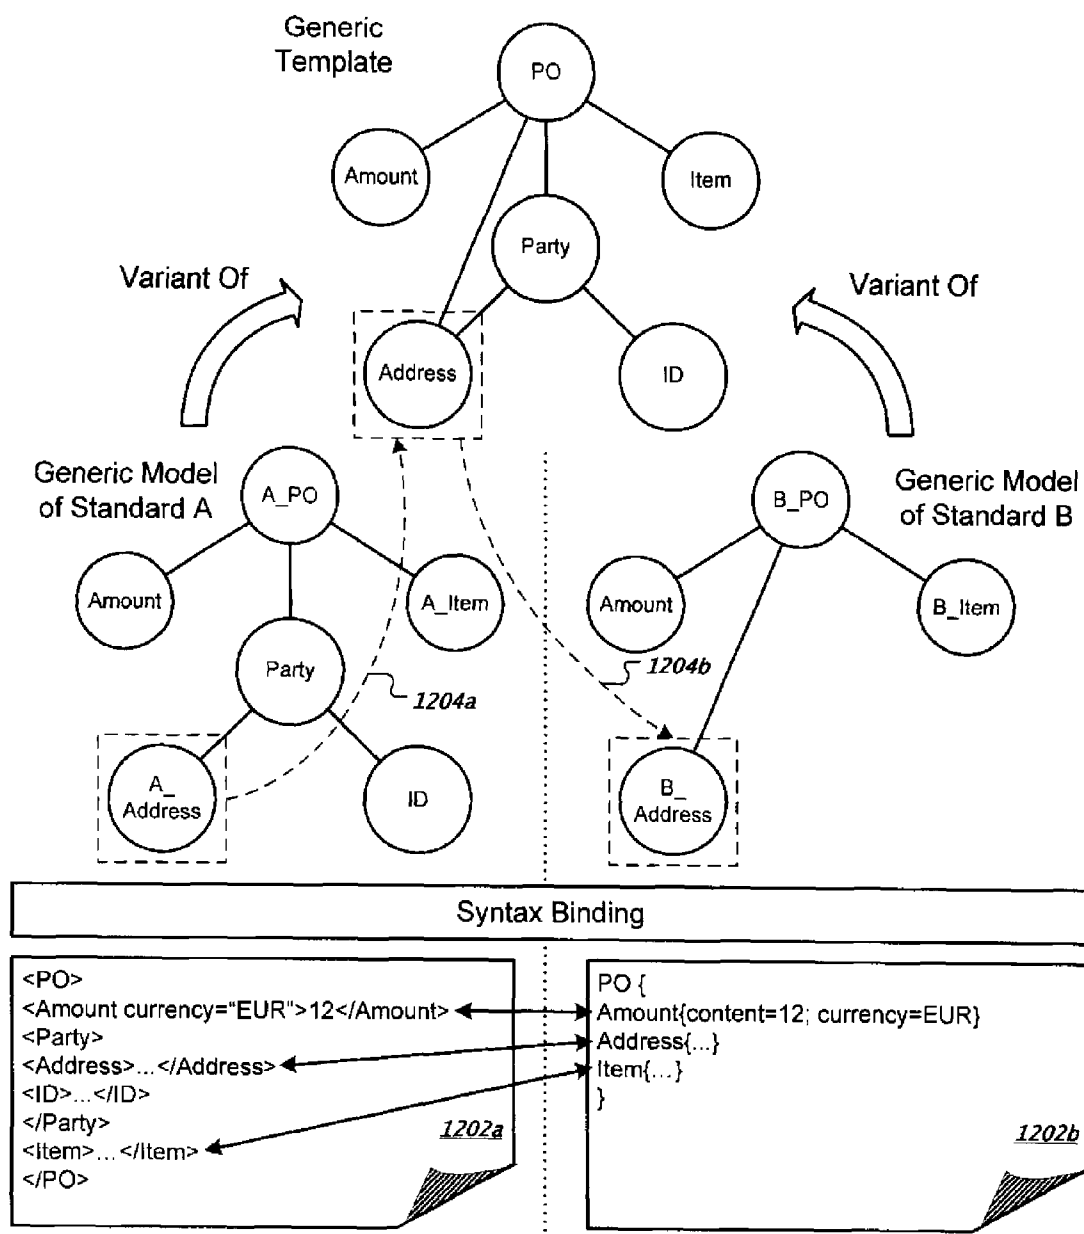 Generic
Template
PO
Amount
Item
Party
Variant Of
Variant Of
Address
ID
Generic Model
of Standard A
A_PO
B_PO
Generic Model
of Standard B
Amount
A_Item
Amount
B_Item
Party
1204a
1204b
A_
Address
ID
B_
Address
Syntax Binding
<PO>
<Amount currency="EUR">12</Amount>
<Party>
<Address>...</Address>
<ID>...</ID>
</Party>
<Item>...</Item>
</PO>
1202a
PO {
Amount{content=12; currency=EUR}
Address{...}
Item{...}
}
1202b